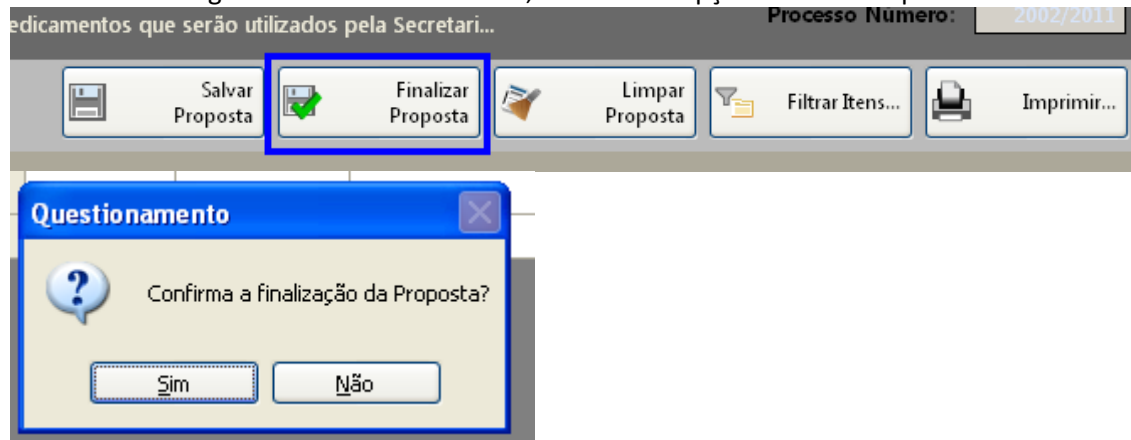 edicamentos que serão utilizados pela Secretari...
Processo Número: 2002/2011
Salvar
Proposta
Finalizar
Proposta
Limpar
Proposta
Filtrar Itens...
Imprimir...
Questionamento
Confirma a finalização da Proposta?
Sim
Não